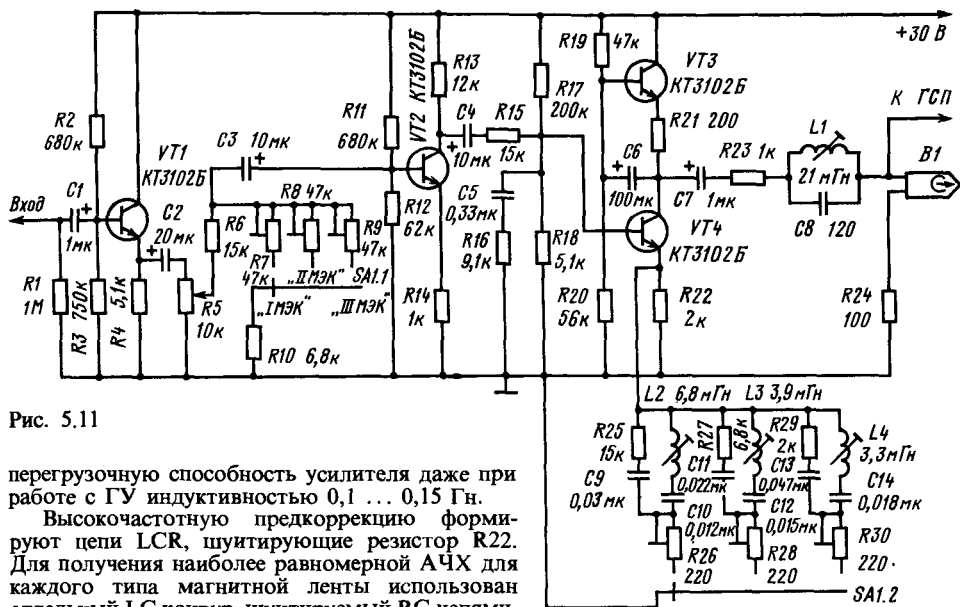 +30 В
R2
680к
C1
Вход
1мк
R1
1М
R3 750к
R4 5,1к
VT1
КТ3102Б
C2
20мк
R5
10к
C3 10мк
R6
15к
R7
47к
R8 47к
R9
47к
„IIМЭК" SA1.1
„IМЭК" „IIIМЭК"
R10 6,8к
R11
680к
R12
62к
VT2 КТ3102Б
R13
12к
C4
10мк
R15
15к
R14
1к
C5
0,33мк
R16
9,1к
R17
200к
R18
5,1к
R19
47к
R20
56к
VT3
КТ3102Б
R21 200
C6
100мк
C7
1мк
VT4
КТ3102Б
R22
2к
R23 1к
L1
21 мГн
C8 120
К ГСП
B1
R24
100
L2 6,8мГн L3 3,9мГн
R25
15к
C9
0,03мк
R27
6,8к
C11
0,022мк
C10
0,012мк
R26
220
R29
2к
C13
0,047мк
C12
0,015мк
R28
220
L4
3,3мГн
C14
0,018мк
R30
220
SA1.2
Рис. 5.11
перегрузочную способность усилителя даже при
работе с ГУ индуктивностью 0,1 ... 0,15 Гн.
Высокочастотную предкоррекцию форми-
руют цепи LCR, шуитирующие резистор R22.
Для получения наиболее равномерной АЧХ для
каждого типа магнитной ленты использован